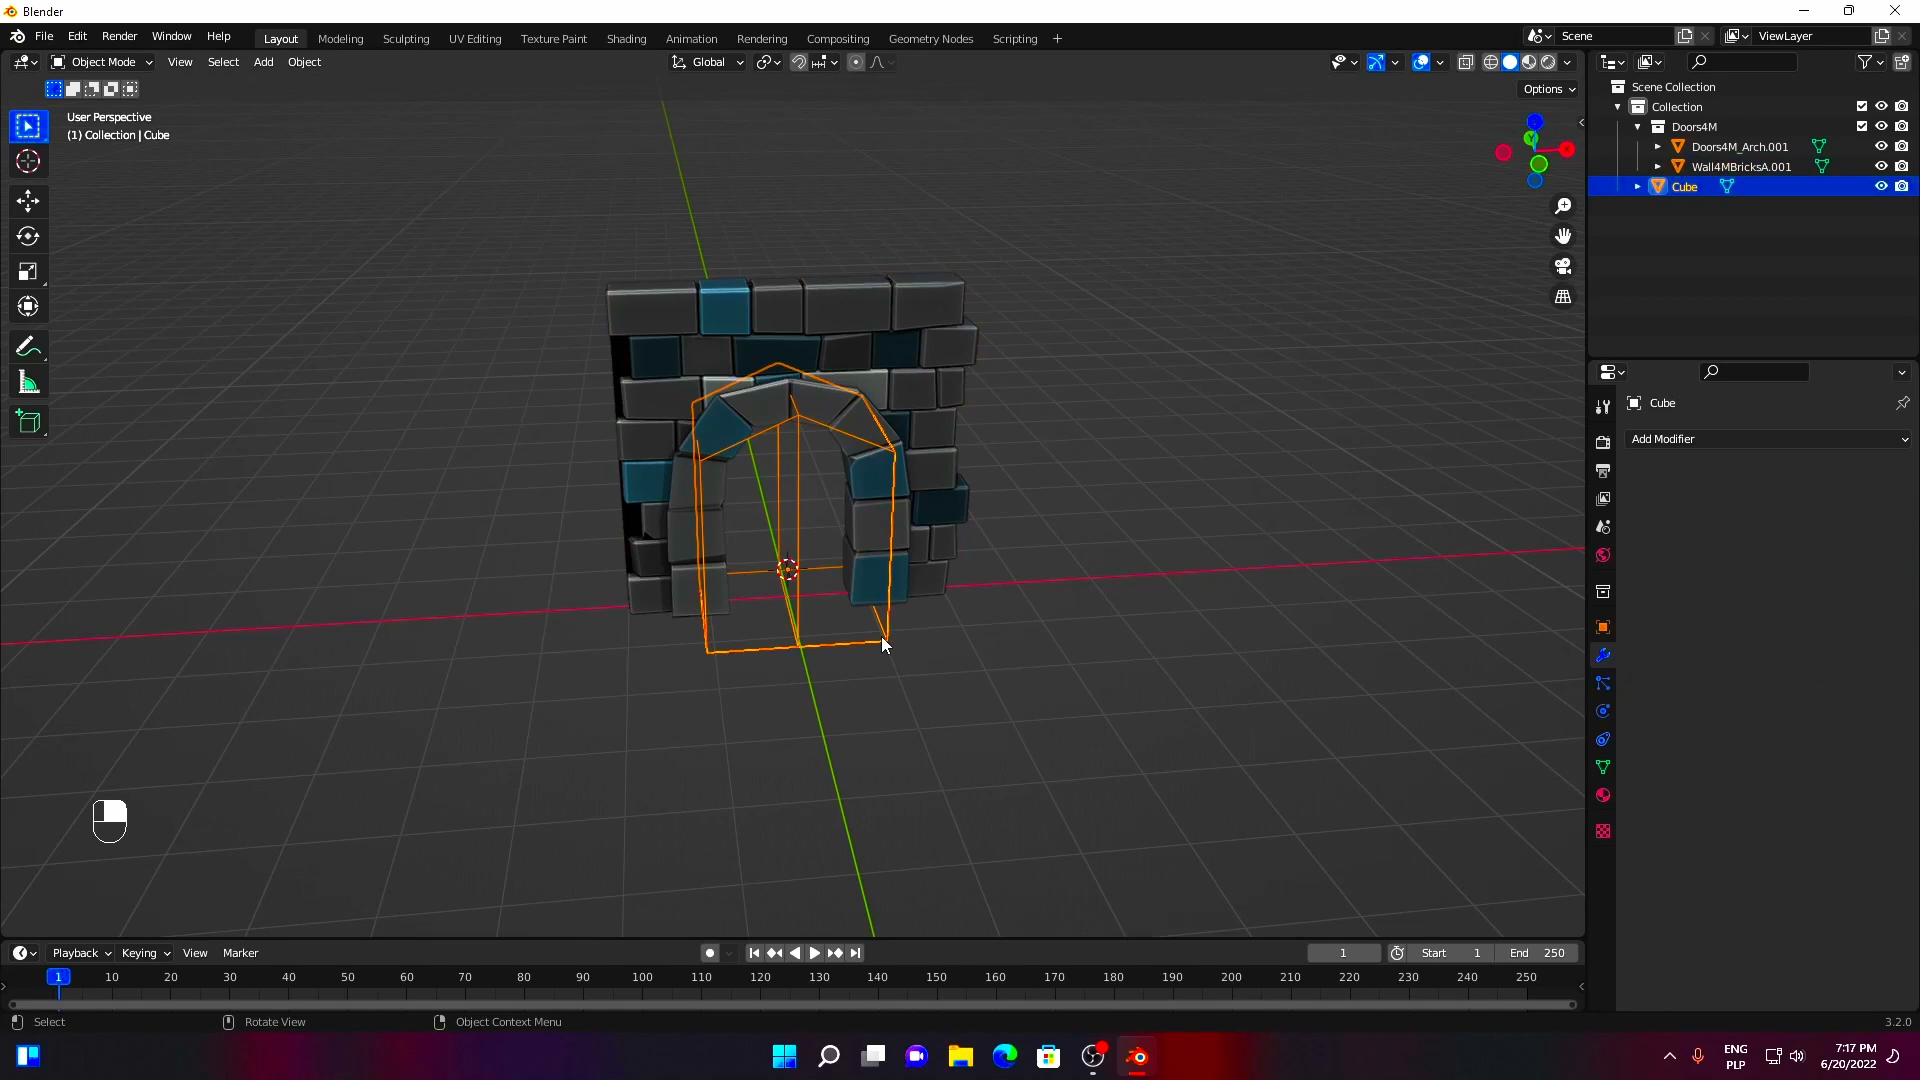 Blender
File Edit Render Window Help
Layout Modeling Sculpting UV Editing Texture Paint Shading Animation Rendering Compositing Geometry Nodes Scripting +
Scene
ViewLayer
Object Mode View Select Add Object
Global
Options
User Perspective
(1) Collection | Cube
Y
Scene Collection
Collection
Doors4M
Doors4M_Arch.001
Wall4MBricksA.001
Cube
Cube
Add Modifier
Playback Keying View Marker
1
Start 1
End 250
1 10 20 30 40 50 60 70 80 90 100 110 120 130 140 150 160 170 180 190 200 210 220 230 240 250
Select
Rotate View
Object Context Menu
3.2.0
ENG
PLP
7:17 PM
6/20/2022